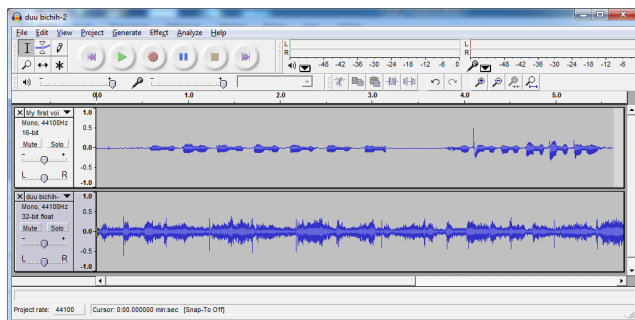 duu bichih-2
File Edit View Project Generate Effect Analyze Help
L
R
-48 -42 -36 -30 -24 -18 -12 -6 0
L
R
-48 -42 -36 -30 -24 -18 -12 -6
0.0 1.0 2.0 3.0 4.0 5.0
My first voi
Mono, 44100Hz
16-bit
Mute Solo
- +
L R
1.0
0.5
0.0
-0.5
-1.0
duu bichih-
Mono, 44100Hz
32-bit float
Mute Solo
- +
L R
1.0
0.5
0.0
-0.5
-1.0
Project rate: 44100 Cursor: 0:00.000000 min:sec [Snap-To Off]